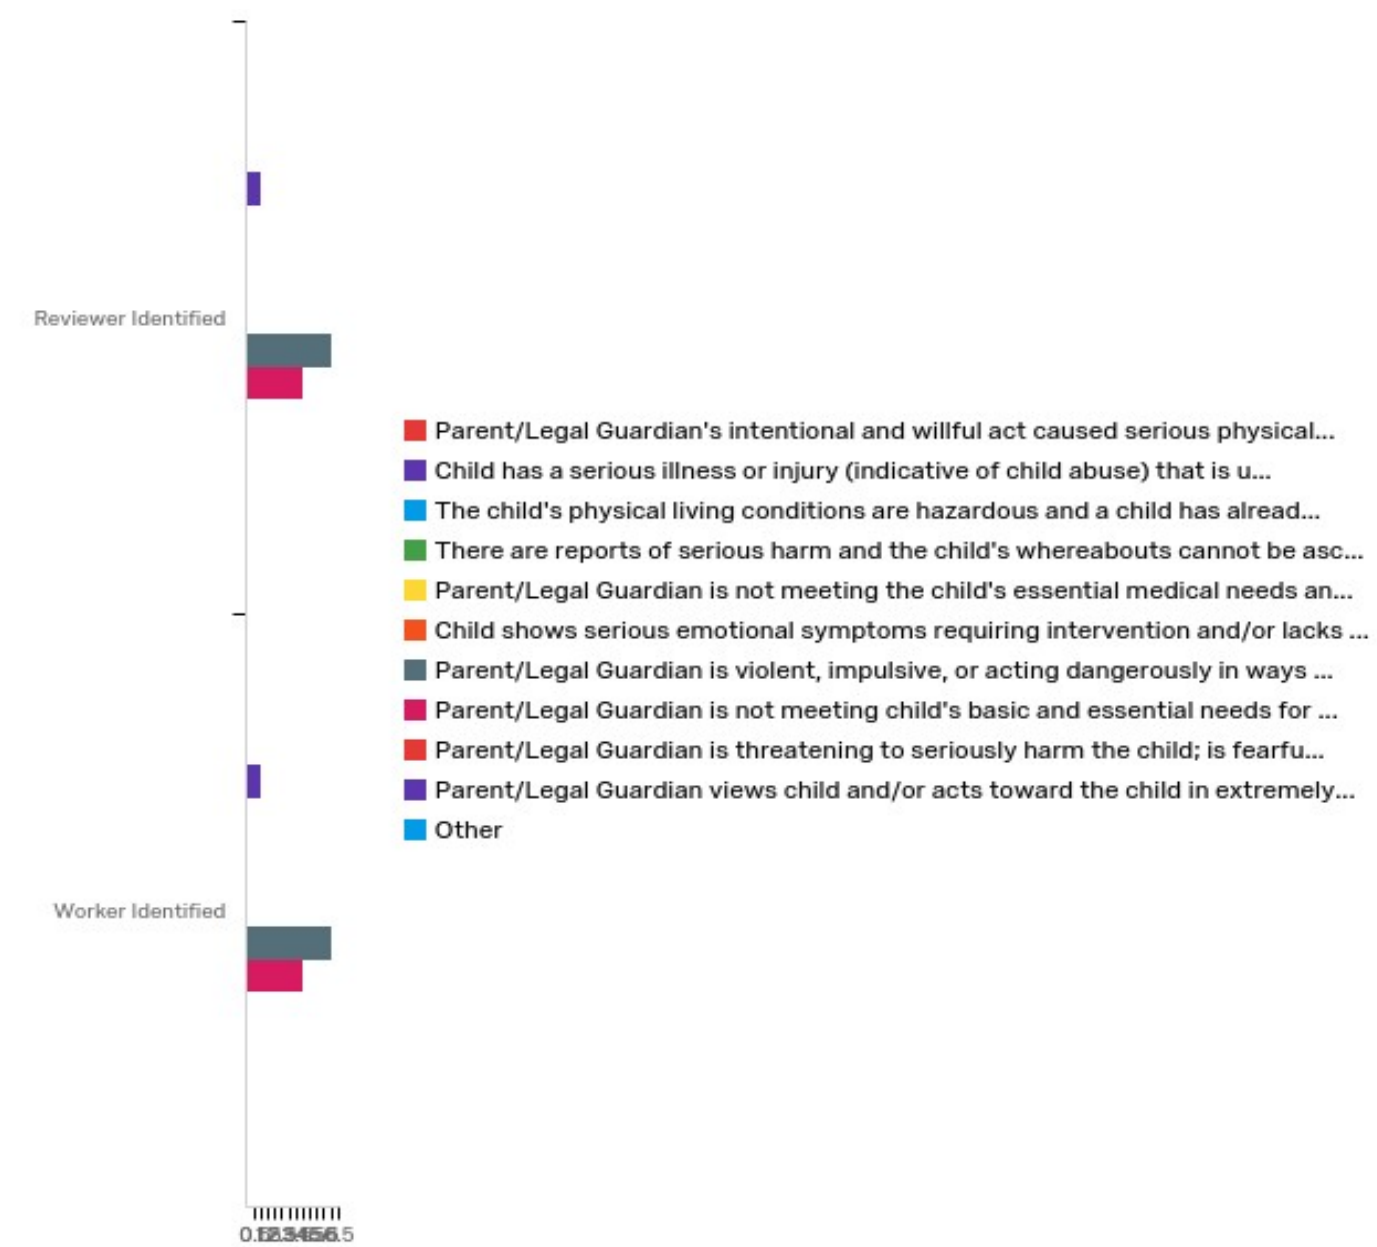 Reviewer Identified
Parent/Legal Guardian's intentional and willful act caused serious physical...
Child has a serious illness or injury (indicative of child abuse) that is u...
The child's physical living conditions are hazardous and a child has alread...
There are reports of serious harm and the child's whereabouts cannot be asc...
Parent/Legal Guardian is not meeting the child's essential medical needs an...
Child shows serious emotional symptoms requiring intervention and/or lacks ...
Parent/Legal Guardian is violent, impulsive, or acting dangerously in ways ...
Parent/Legal Guardian is not meeting child's basic and essential needs for ...
Parent/Legal Guardian is threatening to seriously harm the child; is fearfu...
Parent/Legal Guardian views child and/or acts toward the child in extremely...
Other
Worker Identified